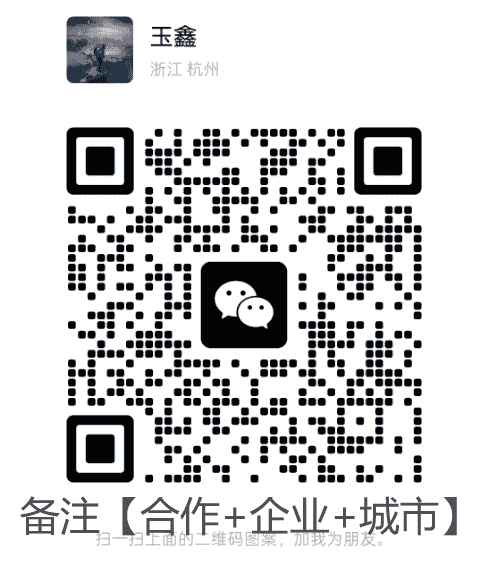 玉鑫
浙江 杭州
备注【合作+企业+城市】
扫一扫上面的二维码图案，加我为朋友。